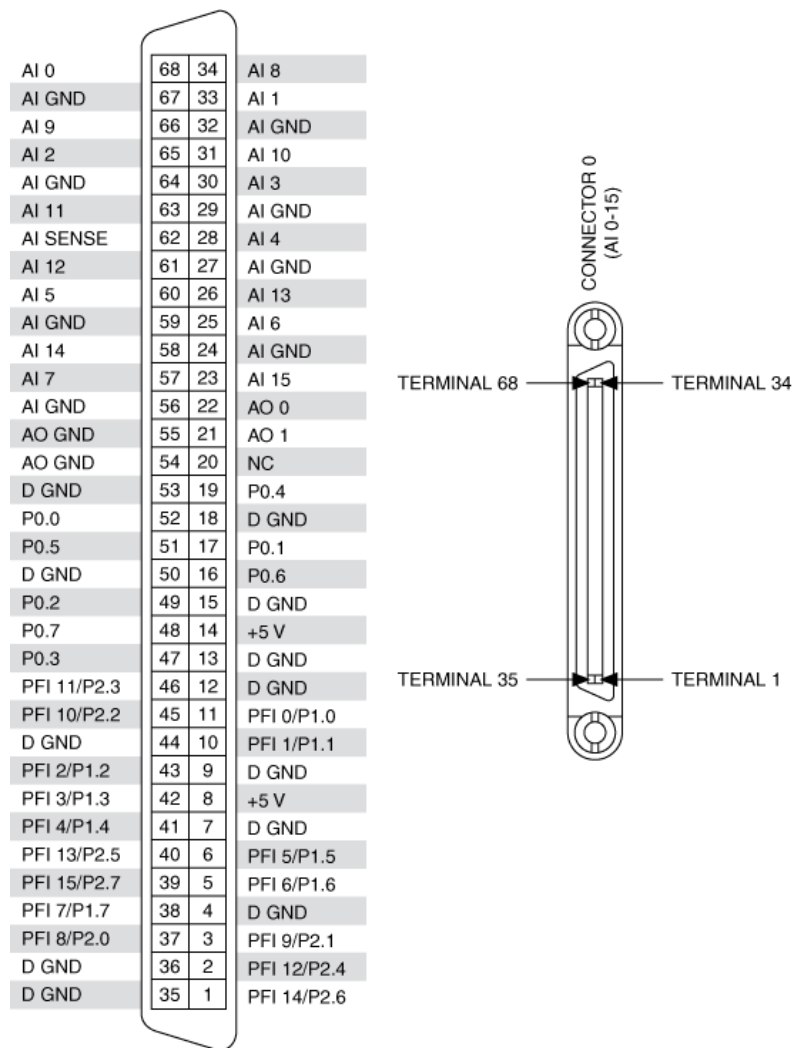 AI 0 68 34 AI 8
AI GND 67 33 AI 1
AI 9 66 32 AI GND
AI 2 65 31 AI 10
AI GND 64 30 AI 3
AI 11 63 29 AI GND
AI SENSE 62 28 AI 4
AI 12 61 27 AI GND
AI 5 60 26 AI 13
AI GND 59 25 AI 6
AI 14 58 24 AI GND
AI 7 57 23 AI 15
AI GND 56 22 AO 0
AO GND 55 21 AO 1
AO GND 54 20 NC
D GND 53 19 P0.4
P0.0 52 18 D GND
P0.5 51 17 P0.1
D GND 50 16 P0.6
P0.2 49 15 D GND
P0.7 48 14 +5 V
P0.3 47 13 D GND
PFI 11/P2.3 46 12 D GND
PFI 10/P2.2 45 11 PFI 0/P1.0
D GND 44 10 PFI 1/P1.1
PFI 2/P1.2 43 9 D GND
PFI 3/P1.3 42 8 +5 V
PFI 4/P1.4 41 7 D GND
PFI 13/P2.5 40 6 PFI 5/P1.5
PFI 15/P2.7 39 5 PFI 6/P1.6
PFI 7/P1.7 38 4 D GND
PFI 8/P2.0 37 3 PFI 9/P2.1
D GND 36 2 PFI 12/P2.4
D GND 35 1 PFI 14/P2.6
CONNECTOR 0
(AI 0-15)
TERMINAL 68 TERMINAL 34
TERMINAL 35 TERMINAL 1